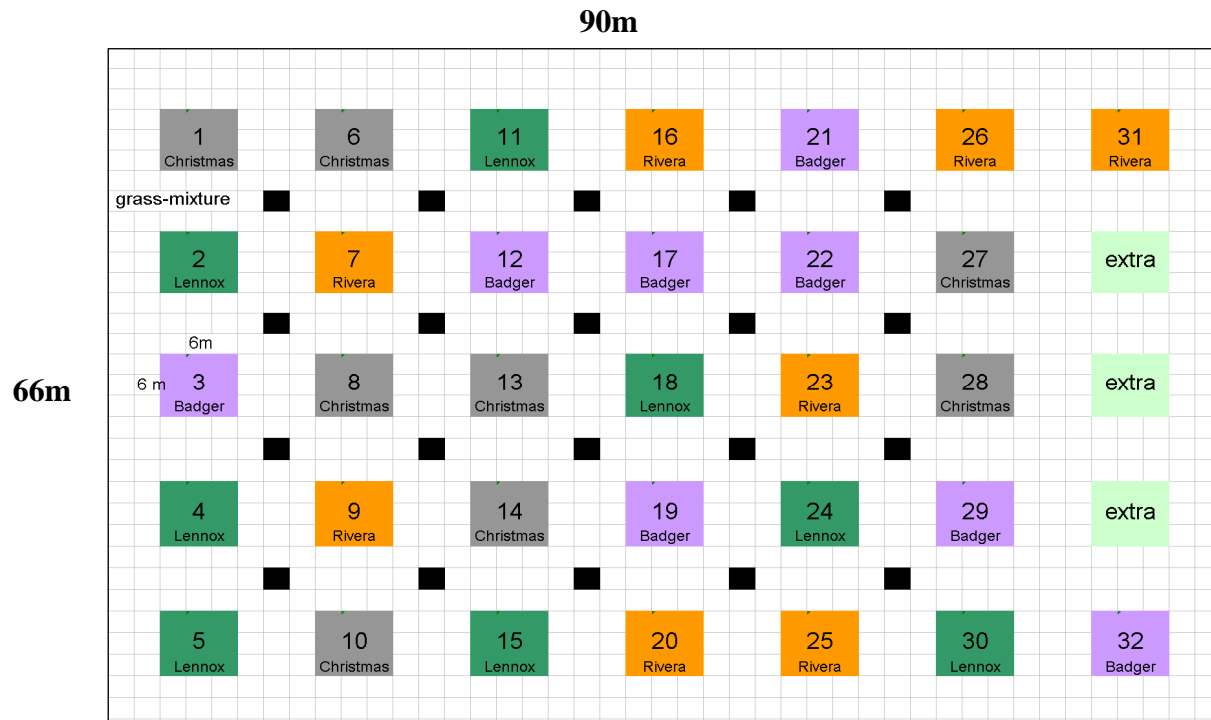 90m
1
Christmas
6
Christmas
11
Lennox
16
Rivera
21
Badger
26
Rivera
31
Rivera
grass-mixture
2
Lennox
7
Rivera
12
Badger
17
Badger
22
Badger
27
Christmas
extra
6m
66m
6 m
3
Badger
8
Christmas
13
Christmas
18
Lennox
23
Rivera
28
Christmas
extra
4
Lennox
9
Rivera
14
Christmas
19
Badger
24
Lennox
29
Badger
extra
5
Lennox
10
Christmas
15
Lennox
20
Rivera
25
Rivera
30
Lennox
32
Badger